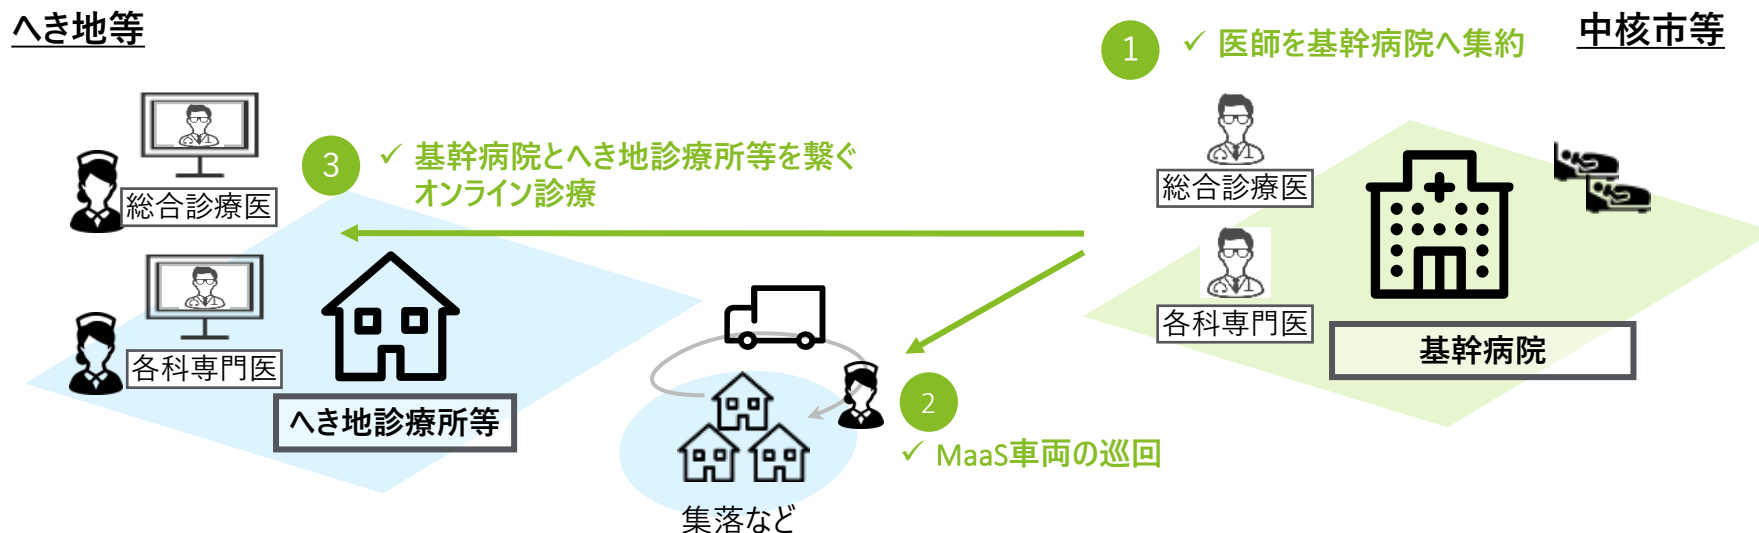 へき地等
中核市等
1
✓ 医師を基幹病院へ集約
3
✓ 基幹病院とへき地診療所等を繋ぐ
オンライン診療
総合診療医
各科専門医
へき地診療所等
総合診療医
各科専門医
基幹病院
2
✓ MaaS車両の巡回
集落など